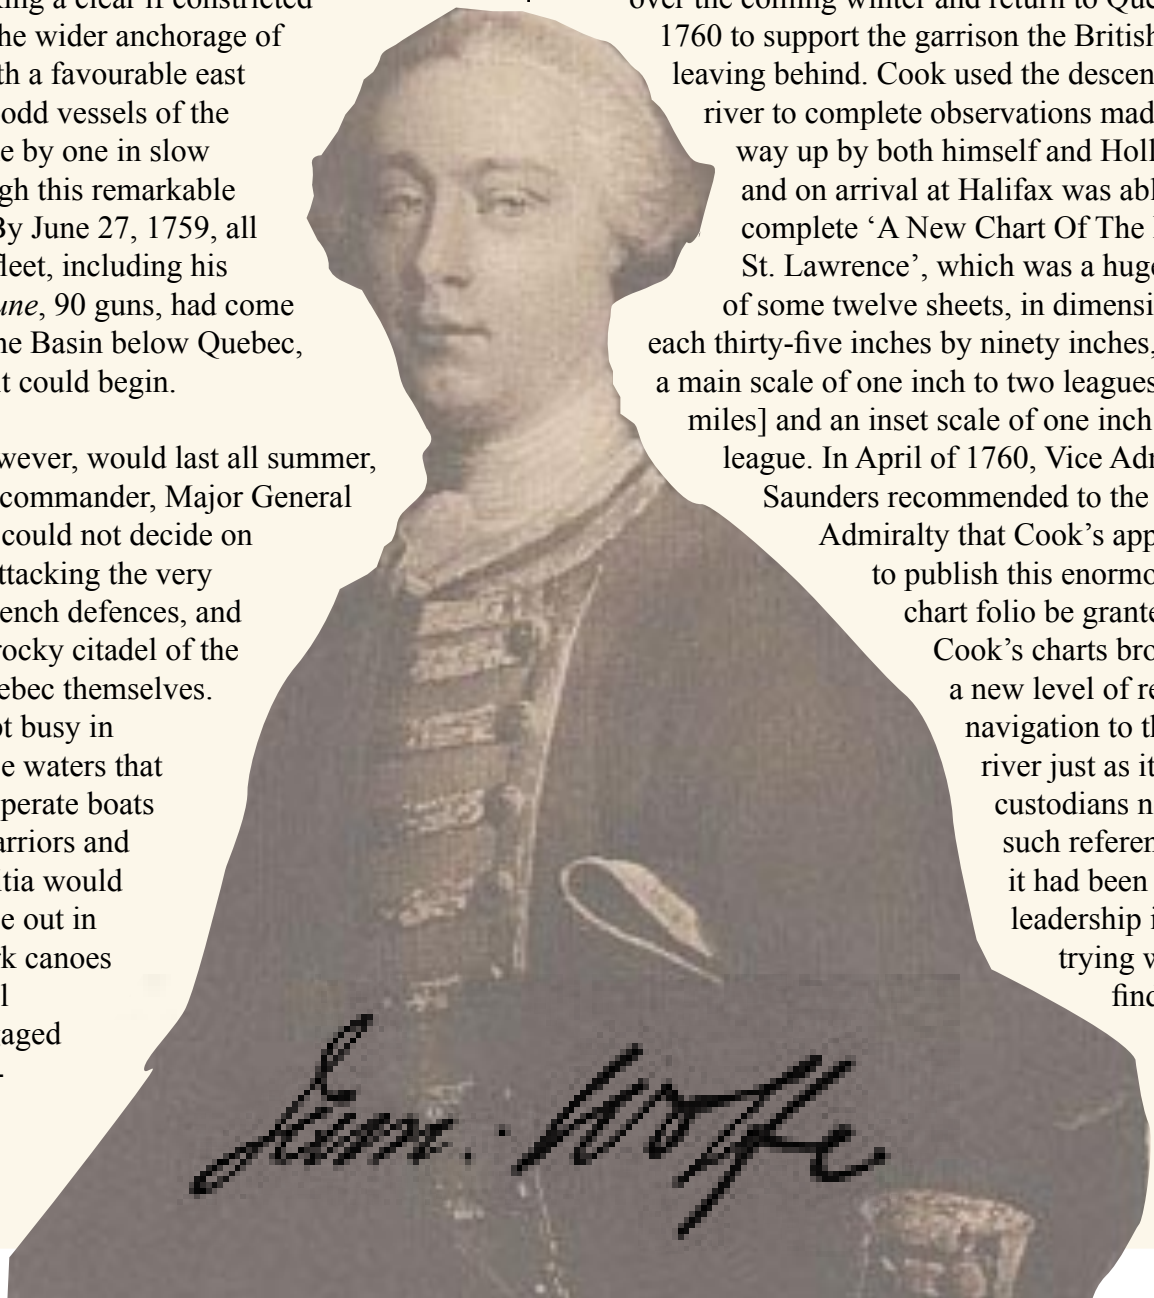 king a clear if constricted
he wider anchorage of
th a favourable east
odd vessels of the
e by one in slow
gh this remarkable
By June 27, 1759, all
fleet, including his
une, 90 guns, had come
he Basin below Quebec,
t could begin.
wever, would last all summer,
commander, Major General
could not decide on
ttacking the very
ench defences, and
rocky citadel of the
ebec themselves.
ot busy in
e waters that
perate boats
arriors and
itia would
e out in
k canoes
l
aged
over the coming winter and return to Que
1760 to support the garrison the British
leaving behind. Cook used the descen
river to complete observations mad
way up by both himself and Holl
and on arrival at Halifax was abl
complete ‘A New Chart Of The
St. Lawrence’, which was a huge
of some twelve sheets, in dimensi
each thirty-five inches by ninety inches,
a main scale of one inch to two leagues
miles] and an inset scale of one inch
league. In April of 1760, Vice Adm
Saunders recommended to the
Admiralty that Cook’s app
to publish this enormo
chart folio be grante
Cook’s charts bro
a new level of re
navigation to th
river just as it
custodians n
such referen
it had been
leadership i
trying w
find
Wolfe